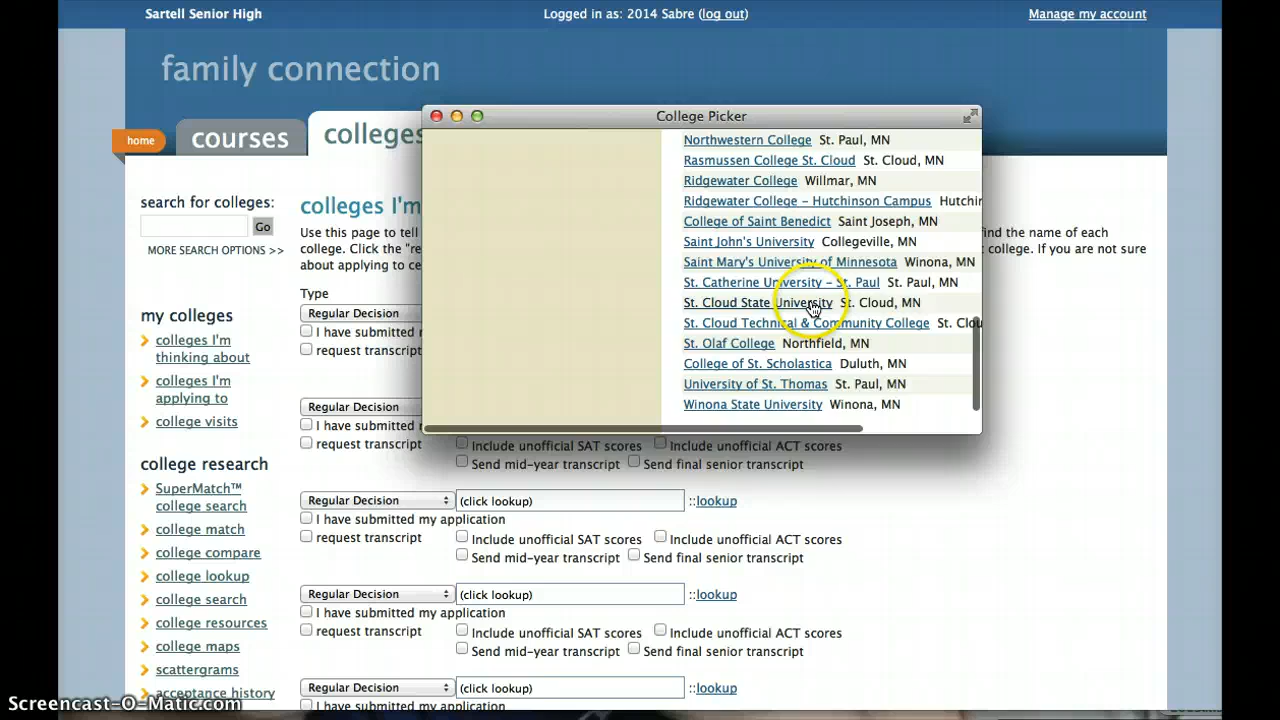 Sartell Senior High
Logged in as: 2014 Sabre (log out)
Manage my account
family connection
home
courses
colleges
search for colleges:
Go
MORE SEARCH OPTIONS >>
my colleges
colleges I'm
thinking about
colleges I'm
applying to
college visits
college research
SuperMatch™
college search
college match
college compare
college lookup
college search
college resources
college maps
scattergrams
acceptance history
colleges I'm
Use this page to tell
find the name of each
college. Click the "re
t college. If you are not sure
about applying to ce
Type
Regular Decision
I have submitted my
request transcript
Regular Decision
I have submitted my
request transcript
Include unofficial SAT scores
Include unofficial ACT scores
Send mid-year transcript
Send final senior transcript
Regular Decision
(click lookup)
::lookup
I have submitted my application
request transcript
Include unofficial SAT scores
Include unofficial ACT scores
Send mid-year transcript
Send final senior transcript
Regular Decision
(click lookup)
::lookup
I have submitted my application
request transcript
Include unofficial SAT scores
Include unofficial ACT scores
Send mid-year transcript
Send final senior transcript
Regular Decision
(click lookup)
::lookup
College Picker
Northwestern College St. Paul, MN
Rasmussen College St. Cloud St. Cloud, MN
Ridgewater College Willmar, MN
Ridgewater College - Hutchinson Campus Hutchin
College of Saint Benedict Saint Joseph, MN
Saint John's University Collegeville, MN
Saint Mary's University of Minnesota Winona, MN
St. Catherine University - St. Paul St. Paul, MN
St. Cloud State University St. Cloud, MN
St. Cloud Technical & Community College St. Clou
St. Olaf College Northfield, MN
College of St. Scholastica Duluth, MN
University of St. Thomas St. Paul, MN
Winona State University Winona, MN
Screencast-O-Matic.com